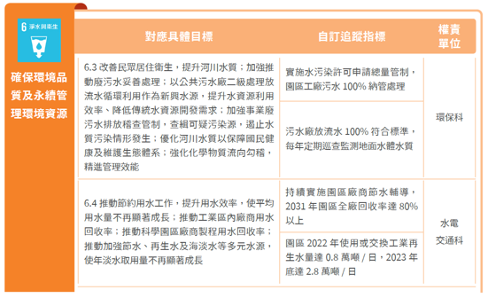 6 淨水與衛生
確保環境品
質及永續管
理環境資源
對應具體目標
自訂追蹤指標
權責
單位
6.3 改善民眾居住衛生，提升河川水質；加強推
動廢污水妥善處理；以公共污水廠二級處理放
流水循環利用作為新興水源，提升水資源利用
效率、降低傳統水資源開發需求；加強事業廢
污水排放稽查管制，查緝可疑污染源，遏止水
質污染情形發生；優化河川水質以保障國民健
康及維護生態體系；強化化學物質流向勾稽，
精進管理效能
實施水污染許可申請總量管制，
園區工廠污水 100% 納管處理
污水廠放流水 100% 符合標準，
每年定期巡查監測地面水體水質
環保科
6.4 推動節約用水工作，提升用水效率，使平均
用水量不再顯著成長；推動工業區內廠商用水
回收率；推動科學園區廠商製程用水回收率；
推動加強節水、再生水及海淡水等多元水源，
使年淡水取用量不再顯著成長
持續實施園區廠商節水輔導，
2031 年園區全廠回收率達 80%
以上
園區 2022 年使用或交換工業再
生水量達 0.8 萬噸 / 日，2023 年
底達 2.8 萬噸 / 日
水電
交通科